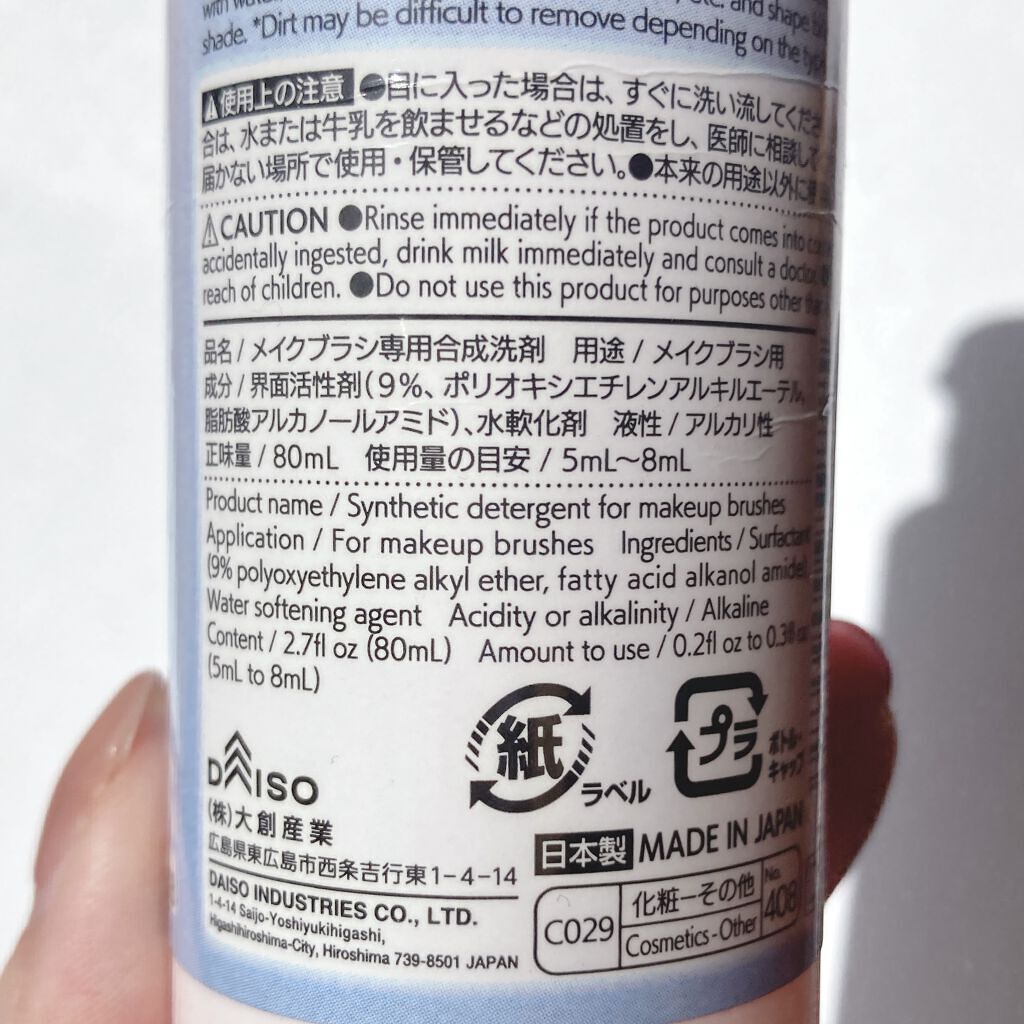 shade. *Dirt may be difficult to remove depending on the
⚠使用上の注意 ●目に入った場合は、すぐに洗い流してくださ
合は、水または牛乳を飲ませるなどの処置をし、医師に相談して
届かない場所で使用・保管してください。●本来の用途以外に
⚠CAUTION ●Rinse immediately if the product comes into
accidentally ingested, drink milk immediately and consult a
reach of children. ●Do not use this product for purposes other
品名 / メイクブラシ専用合成洗剤 用途 / メイクブラシ用
成分 / 界面活性剤(9%、ポリオキシエチレンアルキルエーテル、
脂肪酸アルカノールアミド)、水軟化剤 液性 / アルカリ性
正味量 / 80mL 使用量の目安 / 5mL〜8mL
Product name / Synthetic detergent for makeup brushes
Application / For makeup brushes Ingredients / Surfactant
(9% polyoxyethylene alkyl ether, fatty acid alkanol amide)
Water softening agent Acidity or alkalinity / Alkaline
Content / 2.7fl oz (80mL) Amount to use / 0.2fl oz to 0.3fl
(5mL to 8mL)
紙 ラベル
プラ ボトル・
キャップ
DAISO
(株)大創産業
広島県東広島市西条吉行東1-4-14
DAISO INDUSTRIES CO., LTD.
1-4-14 Saijo-Yoshiyukihigashi,
Higashihiroshima-City, Hiroshima 739-8501 JAPAN
日本製 MADE IN JAPAN
C029 化粧ーその他 No.
Cosmetics-Other 408